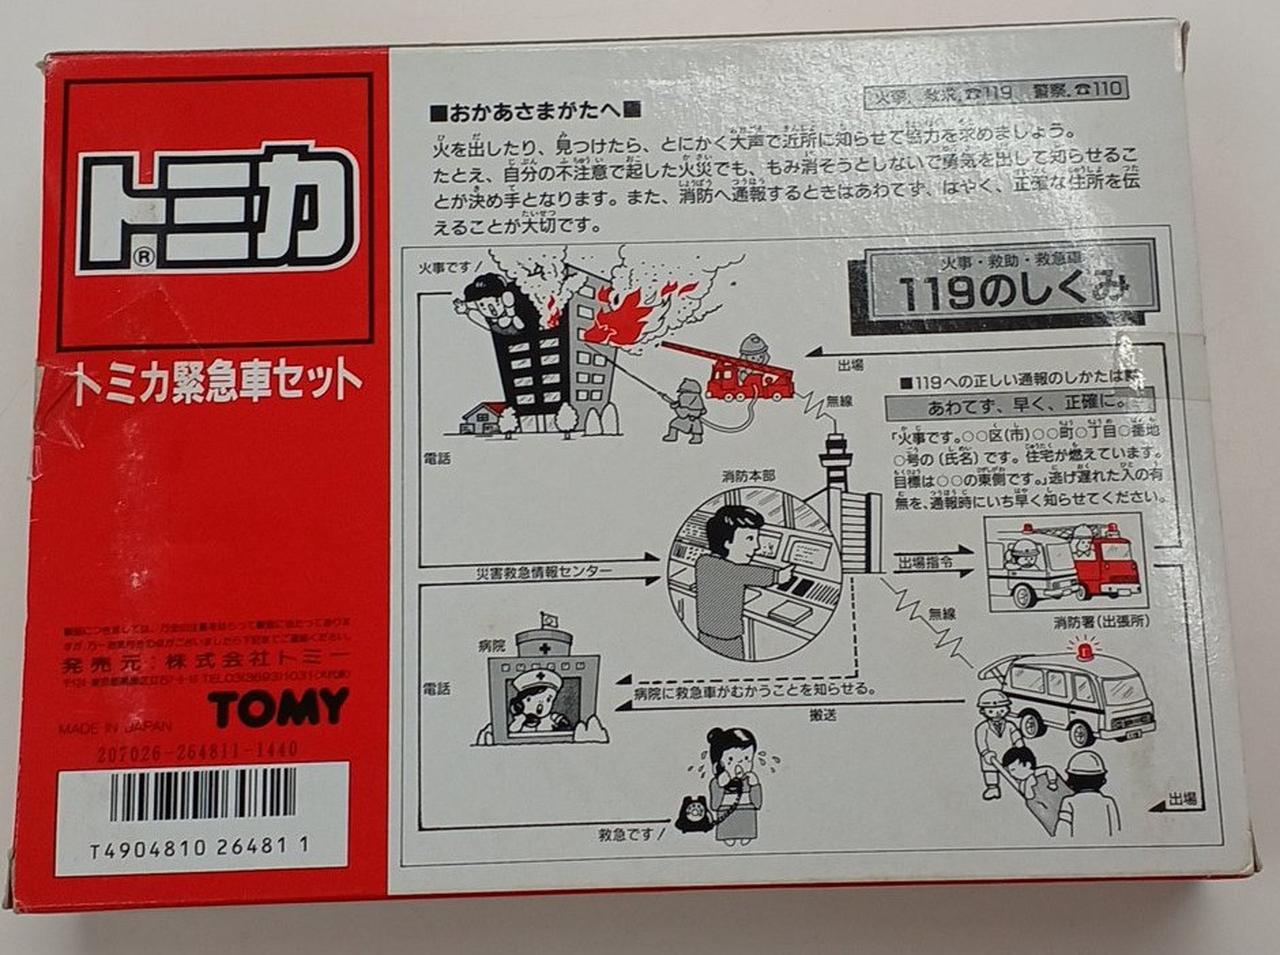 トミカ
®
トミカ緊急車セット
発売元:株式会社トミー
TOMY
MADE IN JAPAN
207026-264811-1440
T4904810 26481 1
火事、救急.☎119 警察.☎110
■おかあさまがたへ■
火を出したり、見つけたら、とにかく大声で近所に知らせて協力を求めましょう。
たとえ、自分の不注意で起した火災でも、もみ消そうとしないで勇気を出して知らせるこ
とが決め手となります。また、消防へ通報するときはあわてず、はやく、正確な住所を伝
えることが大切です。
火事・救助・救急車
119のしくみ
火事です!
出場
無線
電話
■119への正しい通報のしかたは■
あわてず、早く、正確に。
「火事です。○○区(市)○○町○丁目○番地
○号の(氏名)です。住宅が燃えています。
目標は○○の東側です。」逃げ遅れた人の有
無を、通報時にいち早く知らせてください。
消防本部
災害救急情報センター
出場指令
無線
消防署(出張所)
病院
電話
病院に救急車がむかうことを知らせる。
搬送
出場
救急です!